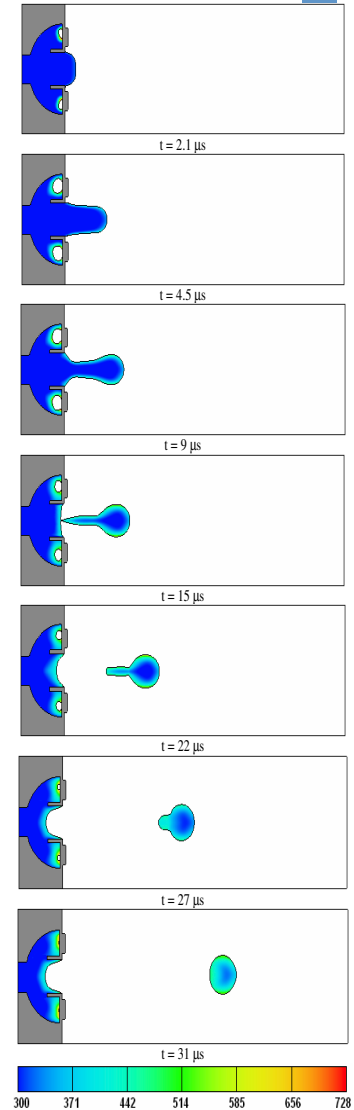 t = 2.1 µs
t = 4.5 µs
t = 9 µs
t = 15 µs
t = 22 µs
t = 27 µs
t = 31 µs
300 371 442 514 585 656 728